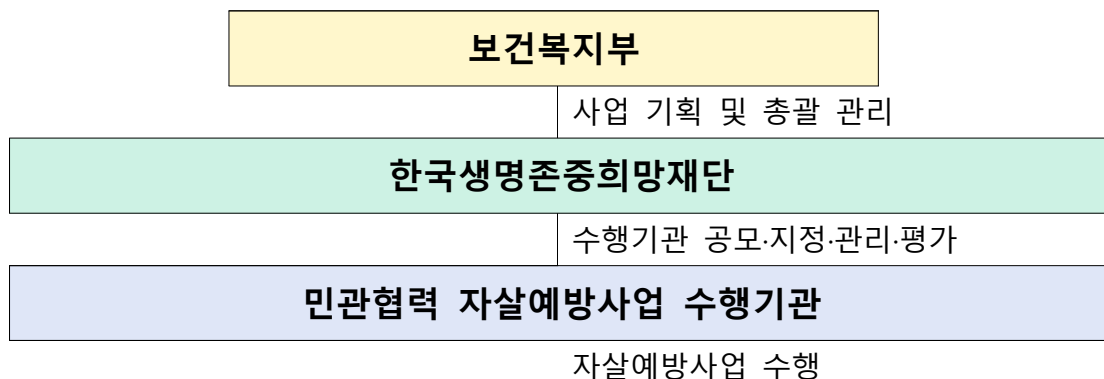 보건복지부
사업 기획 및 총괄 관리
한국생명존중희망재단
수행기관 공모·지정·관리·평가
민관협력 자살예방사업 수행기관
자살예방사업 수행